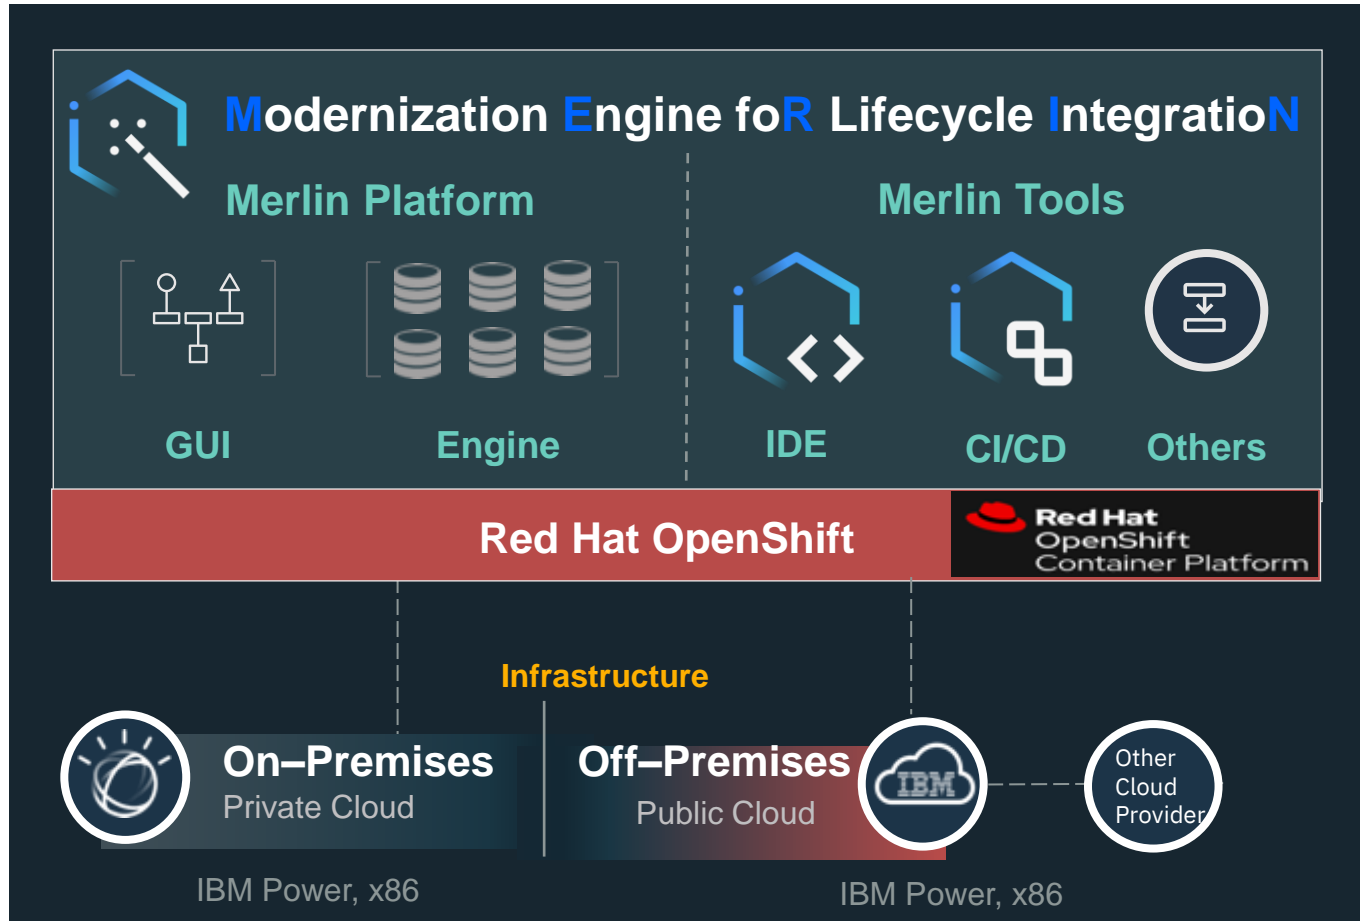 Modernization Engine foR Lifecycle IntegratioN
Merlin Platform
Merlin Tools
GUI
Engine
IDE
CI/CD
Others
Red Hat OpenShift
Red Hat
OpenShift
Container Platform
Infrastructure
On–Premises
Private Cloud
Off–Premises
Public Cloud
IBM
Other
Cloud
Provider
IBM Power, x86
IBM Power, x86